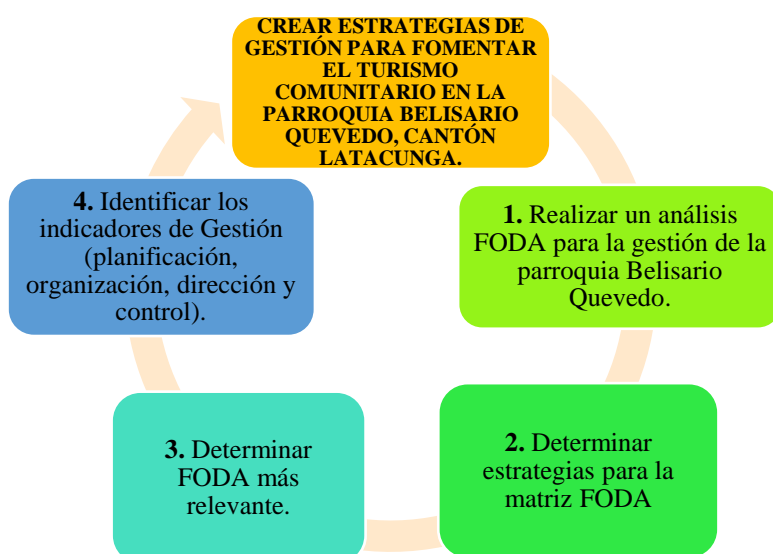 CREAR ESTRATEGIAS DE
GESTIÓN PARA FOMENTAR
EL TURISMO
COMUNITARIO EN LA
PARROQUIA BELISARIO
QUEVEDO, CANTÓN
LATACUNGA.
1. Realizar un análisis
FODA para la gestión de la
parroquia Belisario
Quevedo.
2. Determinar
estrategias para la
matriz FODA
3. Determinar
FODA más
relevante.
4. Identificar los
indicadores de Gestión
(planificación,
organización, dirección y
control).